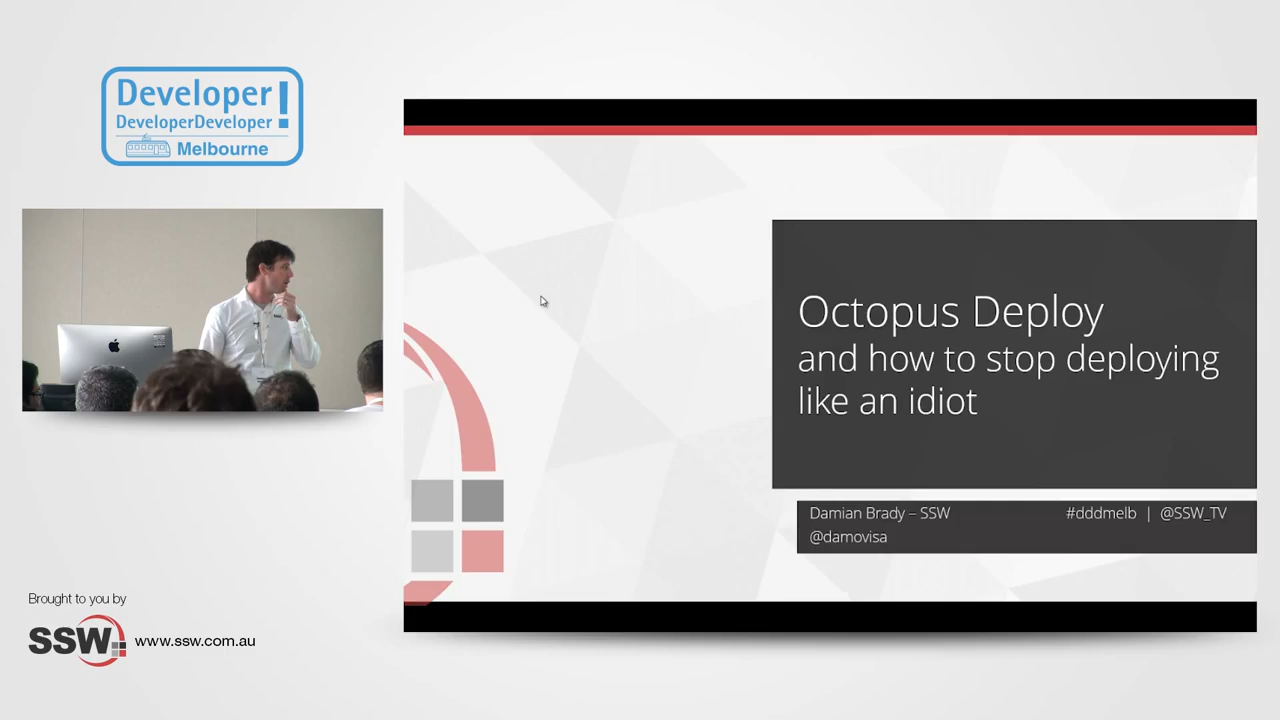 Developer!
DeveloperDeveloper
Melbourne
Octopus Deploy
and how to stop deploying
like an idiot
Damian Brady – SSW
#dddmelb | @SSW_TV
@damovisa
Brought to you by
SSW
www.ssw.com.au